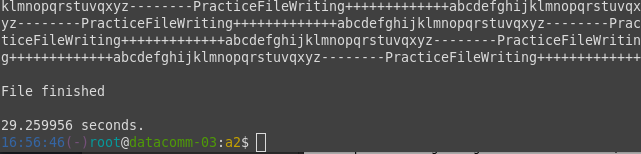 klmnopqrstuvqxyz--------PracticeFileWriting+++++++++++++abcdefghijklmnopqrstuvqx
yz--------PracticeFileWriting+++++++++++++abcdefghijklmnopqrstuvqxyz--------Prac
ticeFileWriting+++++++++++++abcdefghijklmnopqrstuvqxyz--------PracticeFileWritin
g+++++++++++++abcdefghijklmnopqrstuvqxyz--------PracticeFileWriting+++++++++++++
File finished
29.259956 seconds.
16:56:46(-)root@datacomm-03:a2$